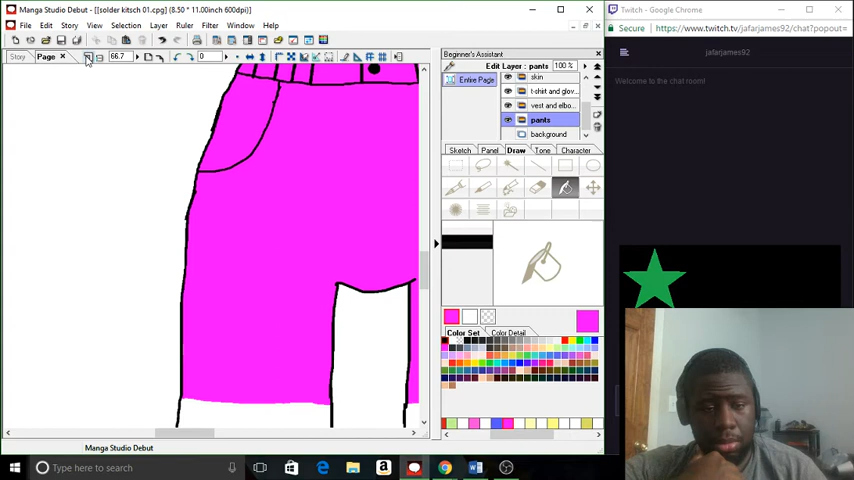 Manga Studio Debut - [[solder kitsch 01.cpg] (8.50 * 11.00inch 600dpi)]
File Edit Story View Selection Layer Ruler Filter Window Help
Story Page 66.7 0
Beginner's Assistant
Edit Layer : pants 100 %
Entire Page
skin
t-shirt and glov...
vest and elbo...
pants
background
Sketch Panel Draw Tone Character
Color Set Color Detail
Manga Studio Debut
Type here to search
Twitch - Google Chrome
Secure https://www.twitch.tv/jafarjames92/chat?popout=
jafarjames92
Welcome to the chat room!